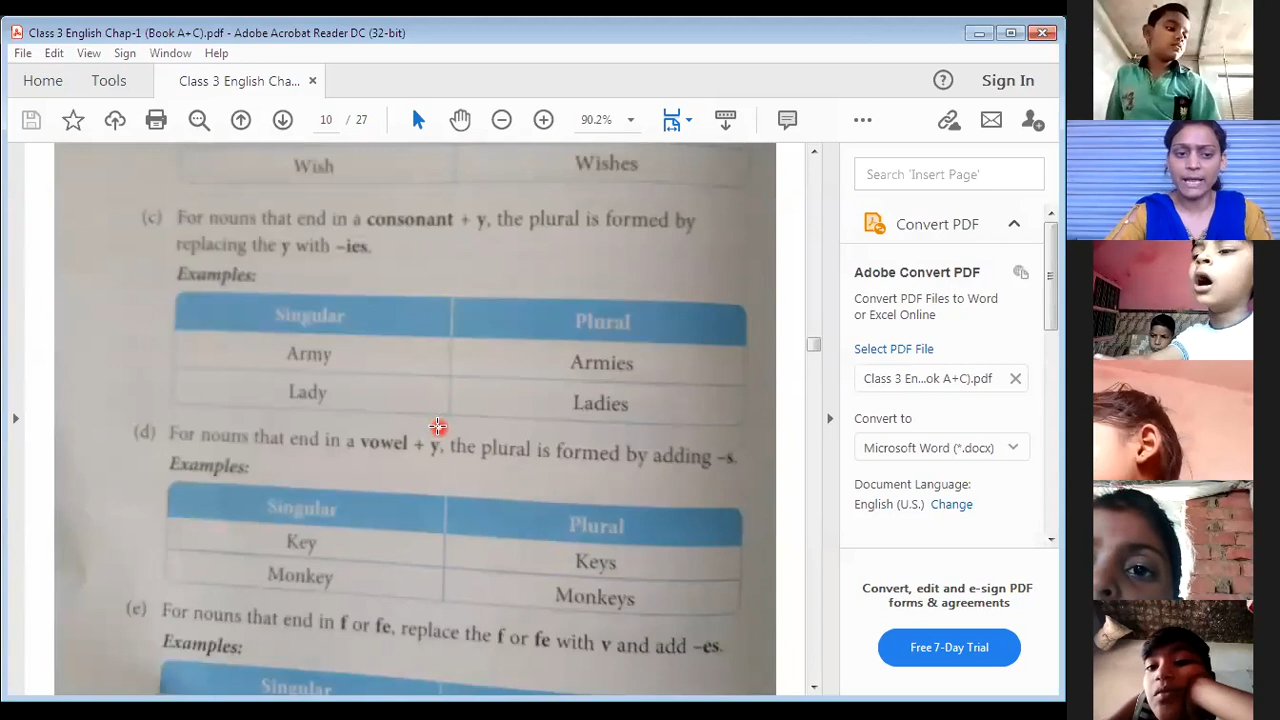 Class 3 English Chap-1 (Book A+C).pdf - Adobe Acrobat Reader DC (32-bit)
File Edit View Sign Window Help
Home Tools Class 3 English Cha... × Sign In
10 / 27 90.2%
Wish Wishes
(c) For nouns that end in a consonant + y, the plural is formed by
replacing the y with –ies.
Examples:
Singular Plural
Army Armies
Lady Ladies
(d) For nouns that end in a vowel + y, the plural is formed by adding –s.
Examples:
Singular Plural
Key Keys
Monkey Monkeys
(e) For nouns that end in f or fe, replace the f or fe with v and add –es.
Examples:
Singular
Search 'Insert Page'
Convert PDF
Adobe Convert PDF
Convert PDF Files to Word
or Excel Online
Select PDF File
Class 3 En...ok A+C).pdf
Convert to
Microsoft Word (*.docx)
Document Language:
English (U.S.) Change
Convert, edit and e-sign PDF
forms & agreements
Free 7-Day Trial